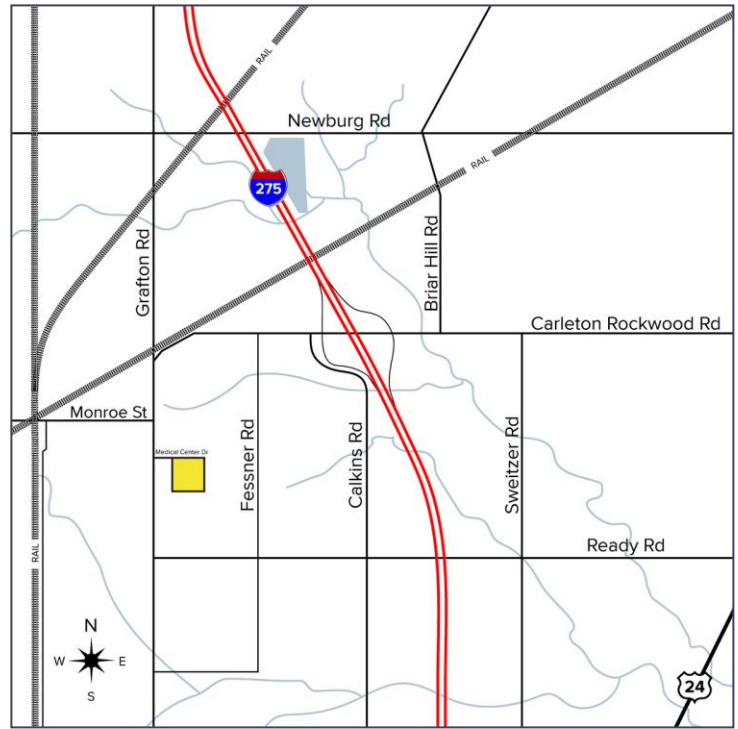 RAIL
Newburg Rd
RAIL
275
Grafton Rd
Briar Hill Rd
Carleton Rockwood Rd
Monroe St
Medical Center Dr
Fessner Rd
Calkins Rd
Sweitzer Rd
RAIL
Ready Rd
N
W E
S
24